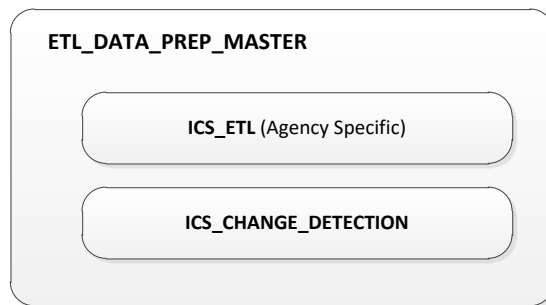 ETL_DATA_PREP_MASTER
ICS_ETL (Agency Specific)
ICS_CHANGE_DETECTION